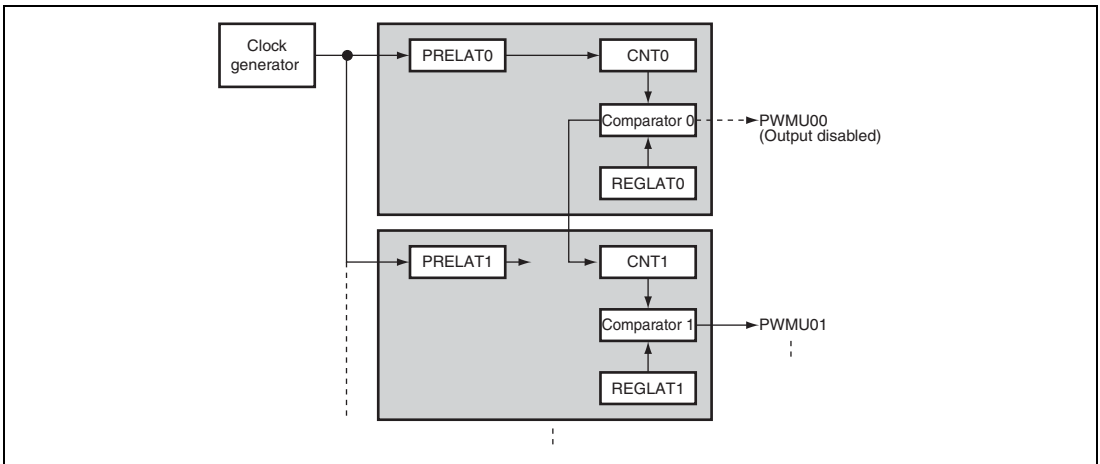 Clock
generator
PRELAT0
CNT0
Comparator 0
PWMU00
(Output disabled)
REGLAT0
PRELAT1
CNT1
Comparator 1
PWMU01
REGLAT1